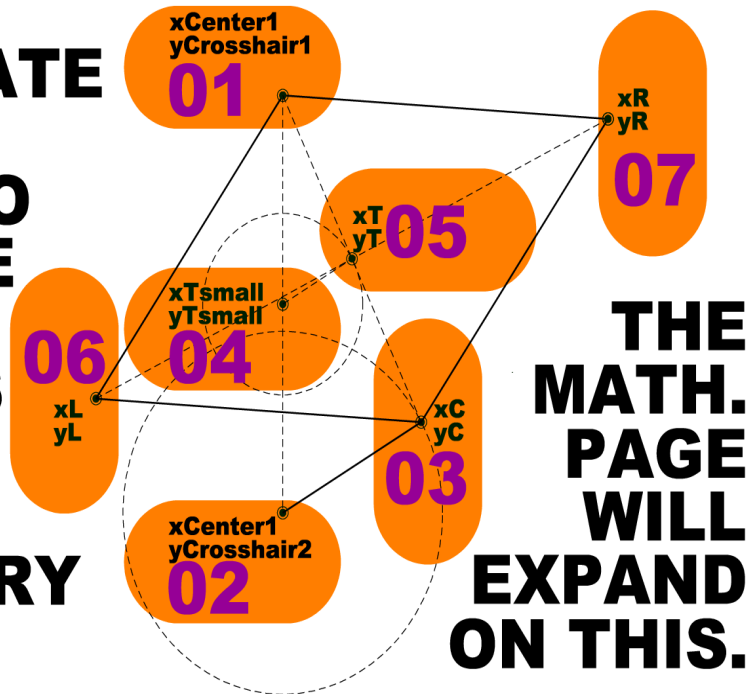 xCenter1
yCrosshair1
01
ATE
xR
yR
07
O
E
xT
yT
05
xTsmall
yTsmall
04
06
xL
yL
S
xC
yC
03
xCenter1
yCrosshair2
02
RY
THE
MATH.
PAGE
WILL
EXPAND
ON THIS.